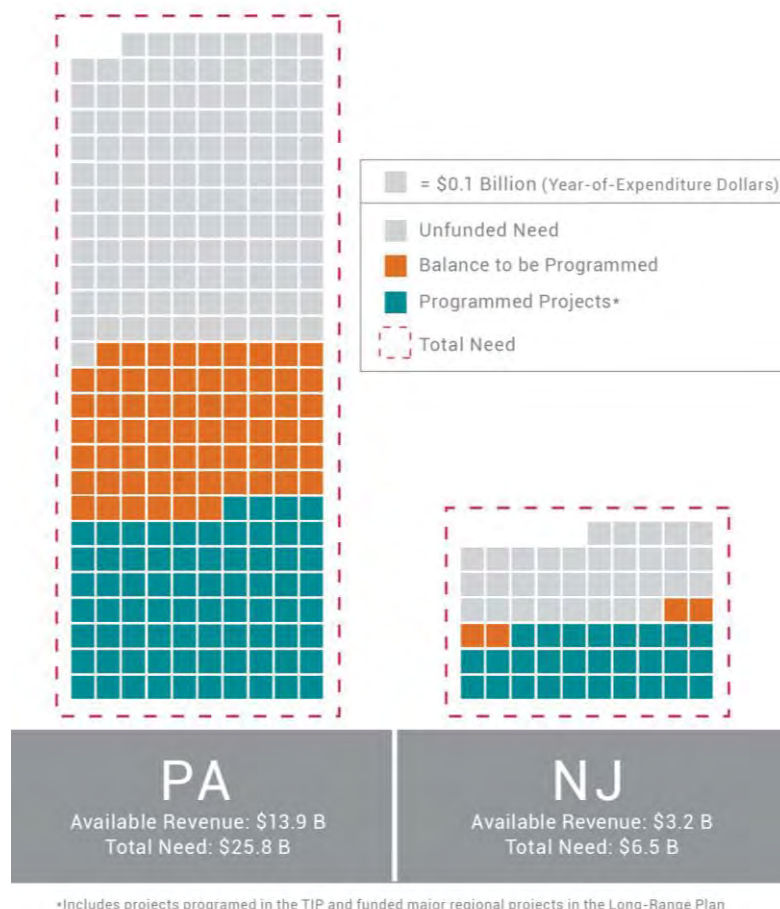 = $0.1 Billion (Year-of-Expenditure Dollars)
Unfunded Need
Balance to be Programmed
Programmed Projects*
Total Need
PA
Available Revenue: $13.9 B
Total Need: $25.8 B
NJ
Available Revenue: $3.2 B
Total Need: $6.5 B
*Includes projects programed in the TIP and funded major regional projects in the Long-Range Plan